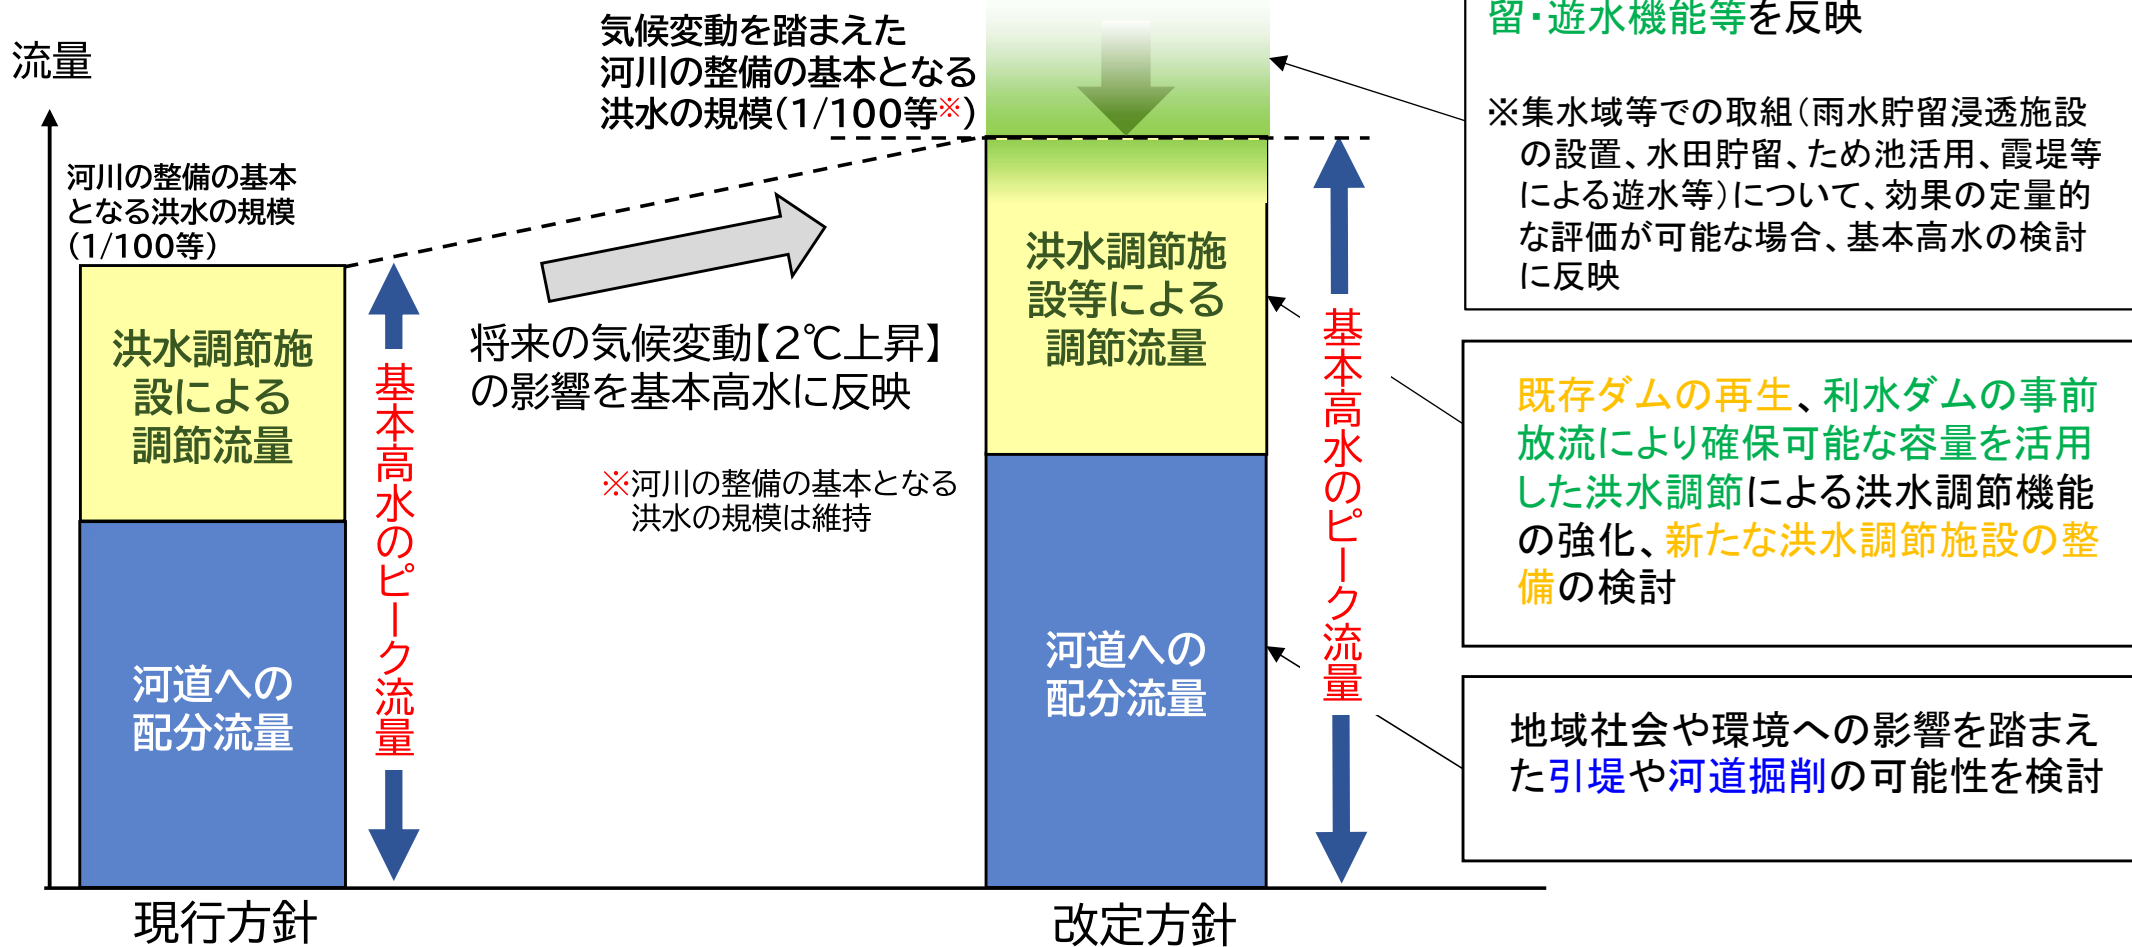 流量
河川の整備の基本
となる洪水の規模
（1/100等）
洪水調節施
設による
調節流量
河道への
配分流量
基本高水のピーク流量
現行方針
気候変動を踏まえた
河川の整備の基本となる
洪水の規模（1/100等※）
将来の気候変動【2℃上昇】
の影響を基本高水に反映
※河川の整備の基本となる
洪水の規模は維持
洪水調節施
設等による
調節流量
河道への
配分流量
基本高水のピーク流量
改定方針
留・遊水機能等を反映
※集水域等での取組（雨水貯留浸透施設
の設置、水田貯留、ため池活用、霞堤等
による遊水等）について、効果の定量的
な評価が可能な場合、基本高水の検討
に反映
既存ダムの再生、利水ダムの事前
放流により確保可能な容量を活用
した洪水調節による洪水調節機能
の強化、新たな洪水調節施設の整
備の検討
地域社会や環境への影響を踏まえ
た引堤や河道掘削の可能性を検討